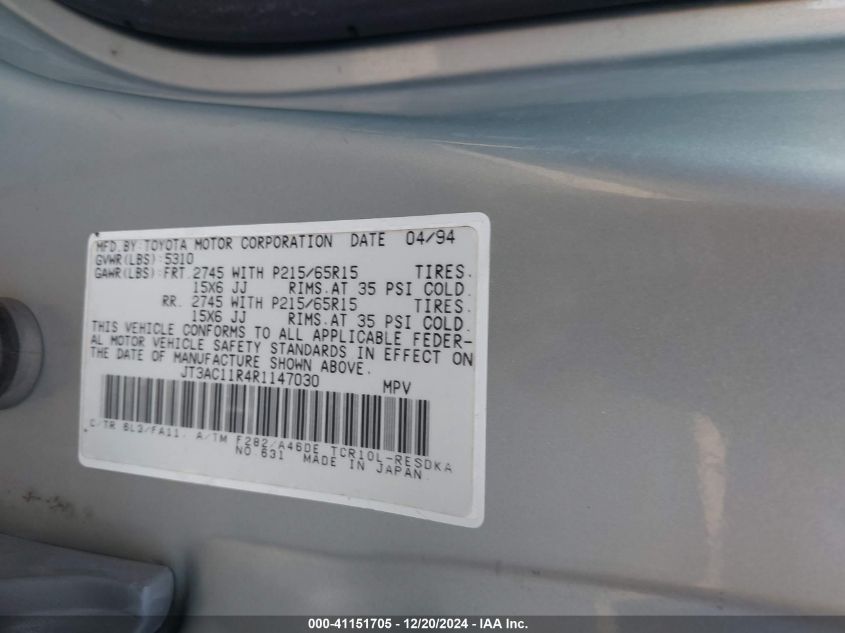 MFD. BY: TOYOTA MOTOR CORPORATION DATE 04/94
GVWR(LBS): 5310
GAWR(LBS): FRT. 2745 WITH P215/65R15 TIRES.
15X6 JJ RIMS. AT 35 PSI COLD.
RR. 2745 WITH P215/65R15 TIRES.
15X6 JJ RIMS. AT 35 PSI COLD.
THIS VEHICLE CONFORMS TO ALL APPLICABLE FEDER-
AL MOTOR VEHICLE SAFETY STANDARDS IN EFFECT ON
THE DATE OF MANUFACTURE SHOWN ABOVE.
JT3AC11R4R1147030 MPV
C/TR 6L3/FA11. A/TM F282/A46DE TCR10L-RESDKA
NO 631 MADE IN JAPAN
000-41151705 - 12/20/2024 - IAA Inc.